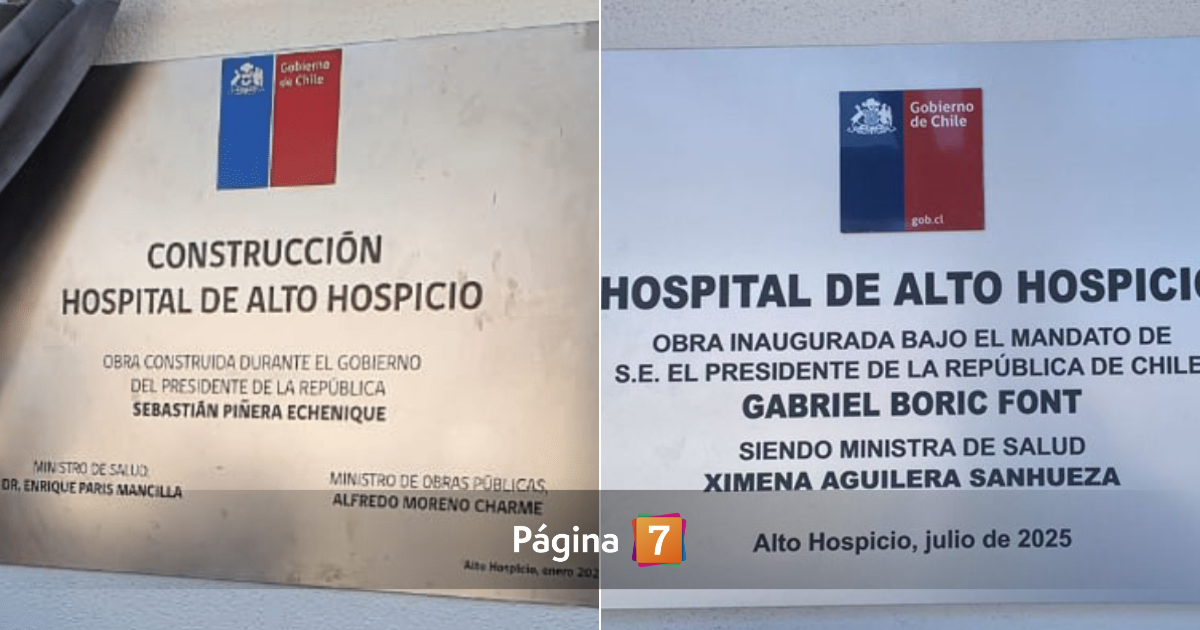 Gobierno
de Chile
CONSTRUCCIÓN
HOSPITAL DE ALTO HOSPICIO
OBRA CONSTRUIDA DURANTE EL GOBIERNO
DEL PRESIDENTE DE LA REPÚBLICA
SEBASTIÁN PIÑERA ECHENIQUE
MINISTRO DE SALUD:
DR. ENRIQUE PARIS MANCILLA
MINISTRO DE OBRAS PÚBLICAS,
ALFREDO MORENO CHARME
Alto Hospicio, enero 202
Gobierno
de Chile
gob.cl
HOSPITAL DE ALTO HOSPICIO
OBRA INAUGURADA BAJO EL MANDATO DE
S.E. EL PRESIDENTE DE LA REPÚBLICA DE CHILE
GABRIEL BORIC FONT
SIENDO MINISTRA DE SALUD
XIMENA AGUILERA SANHUEZA
Alto Hospicio, julio de 2025
Página 7